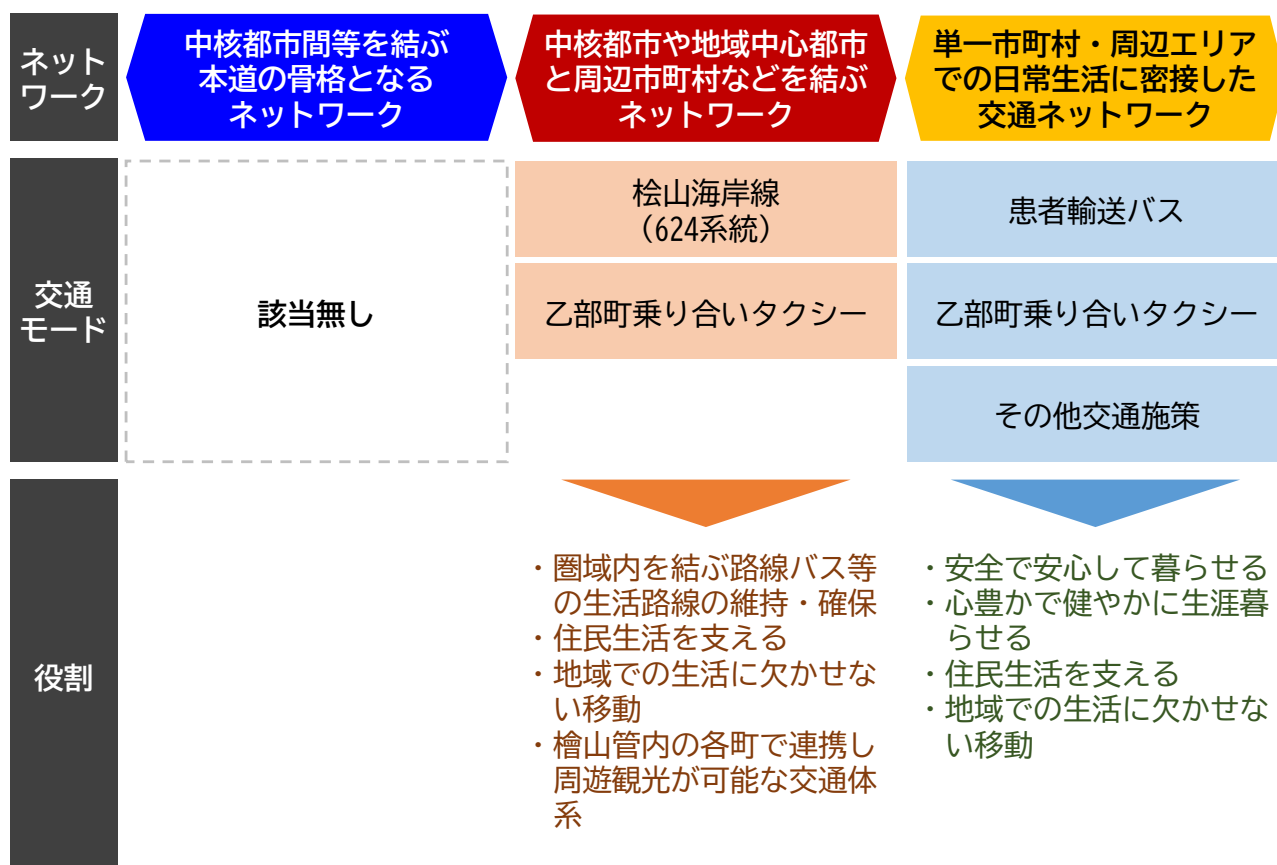 ネット
ワーク
中核都市間等を結ぶ
本道の骨格となる
ネットワーク
中核都市や地域中心都市
と周辺市町村などを結ぶ
ネットワーク
単一市町村・周辺エリア
での日常生活に密接した
交通ネットワーク
交通
モード
該当無し
桧山海岸線
（624系統）
乙部町乗り合いタクシー
患者輸送バス
乙部町乗り合いタクシー
その他交通施策
役割
・圏域内を結ぶ路線バス等
の生活路線の維持・確保
・住民生活を支える
・地域での生活に欠かせな
い移動
・檜山管内の各町で連携し
周遊観光が可能な交通体
系
・安全で安心して暮らせる
・心豊かで健やかに生涯暮
らせる
・住民生活を支える
・地域での生活に欠かせな
い移動